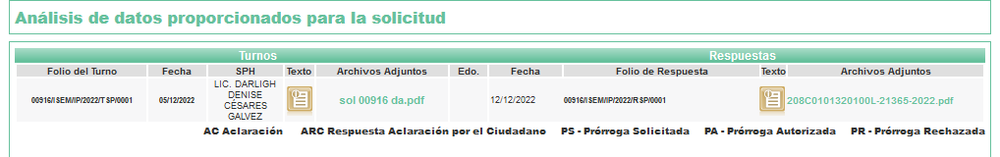 Análisis de datos proporcionados para la solicitud
Turnos Respuestas
Folio del Turno Fecha SPH Texto Archivos Adjuntos Edo. Fecha Folio de Respuesta Texto Archivos Adjuntos
00916/ISEM/IP/2022/TSP/0001 05/12/2022 LIC. DARLIGH DENISE CÉSARES GALVEZ sol 00916 da.pdf 12/12/2022 00916/ISEM/IP/2022/RSP/0001 208C0101320100L-21365-2022.pdf
AC Aclaración ARC Respuesta Aclaración por el Ciudadano PS - Prórroga Solicitada PA - Prórroga Autorizada PR - Prórroga Rechazada